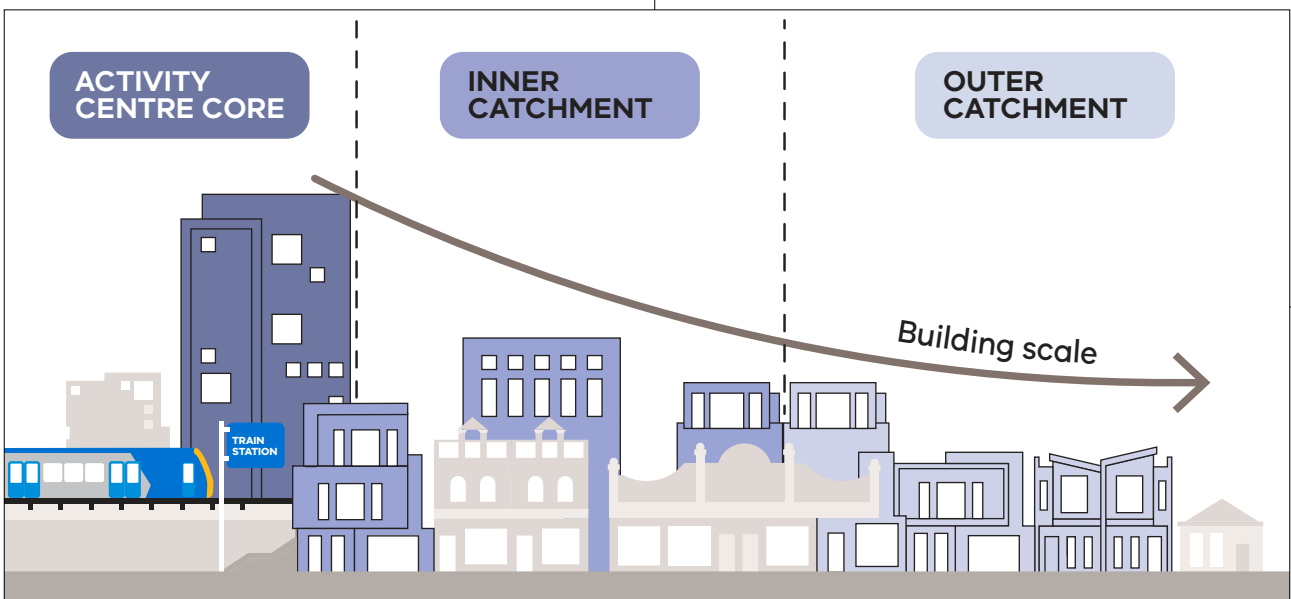 ACTIVITY
CENTRE CORE
INNER
CATCHMENT
OUTER
CATCHMENT
Building scale
TRAIN
STATION